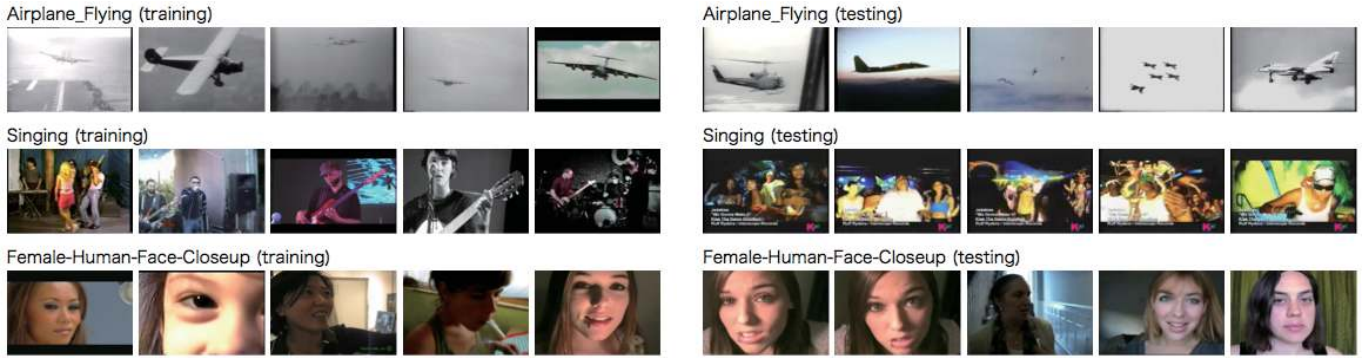 Airplane_Flying (training)
Airplane_Flying (testing)
Singing (training)
Singing (testing)
Female-Human-Face-Closeup (training)
Female-Human-Face-Closeup (testing)